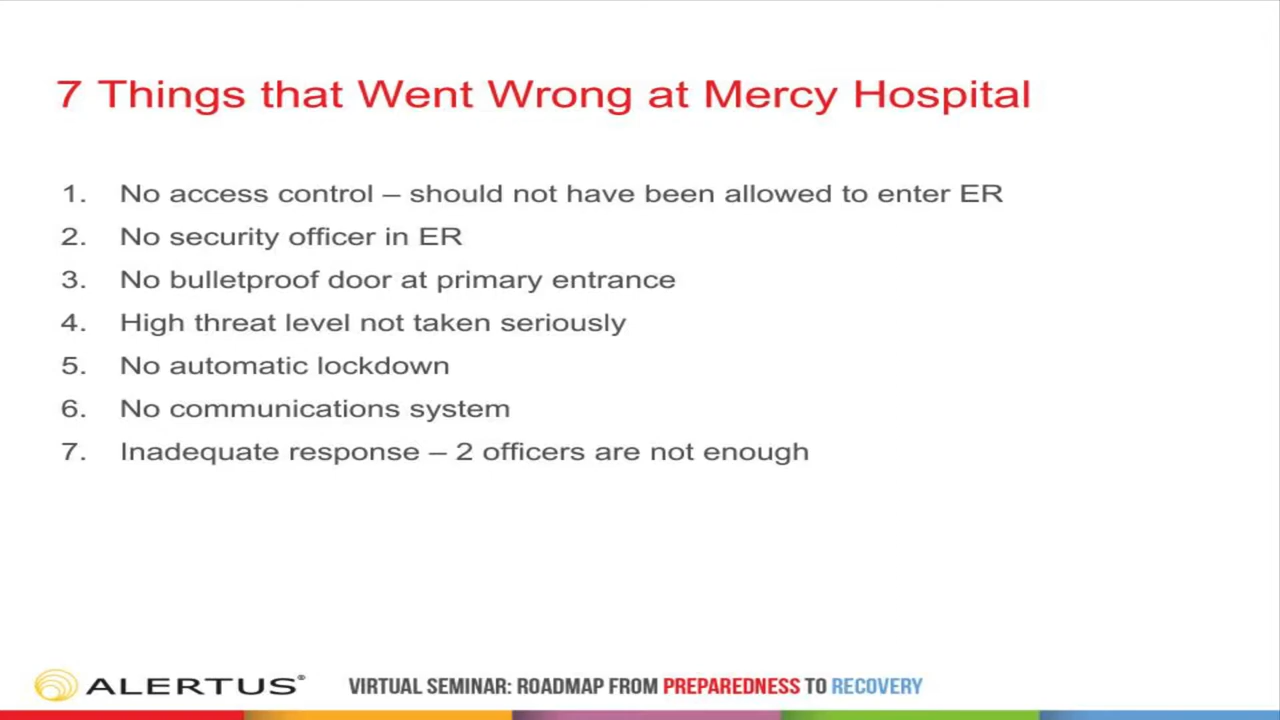 7 Things that Went Wrong at Mercy Hospital
1. No access control – should not have been allowed to enter ER
2. No security officer in ER
3. No bulletproof door at primary entrance
4. High threat level not taken seriously
5. No automatic lockdown
6. No communications system
7. Inadequate response – 2 officers are not enough
ALERTUS® VIRTUAL SEMINAR: ROADMAP FROM PREPAREDNESS TO RECOVERY